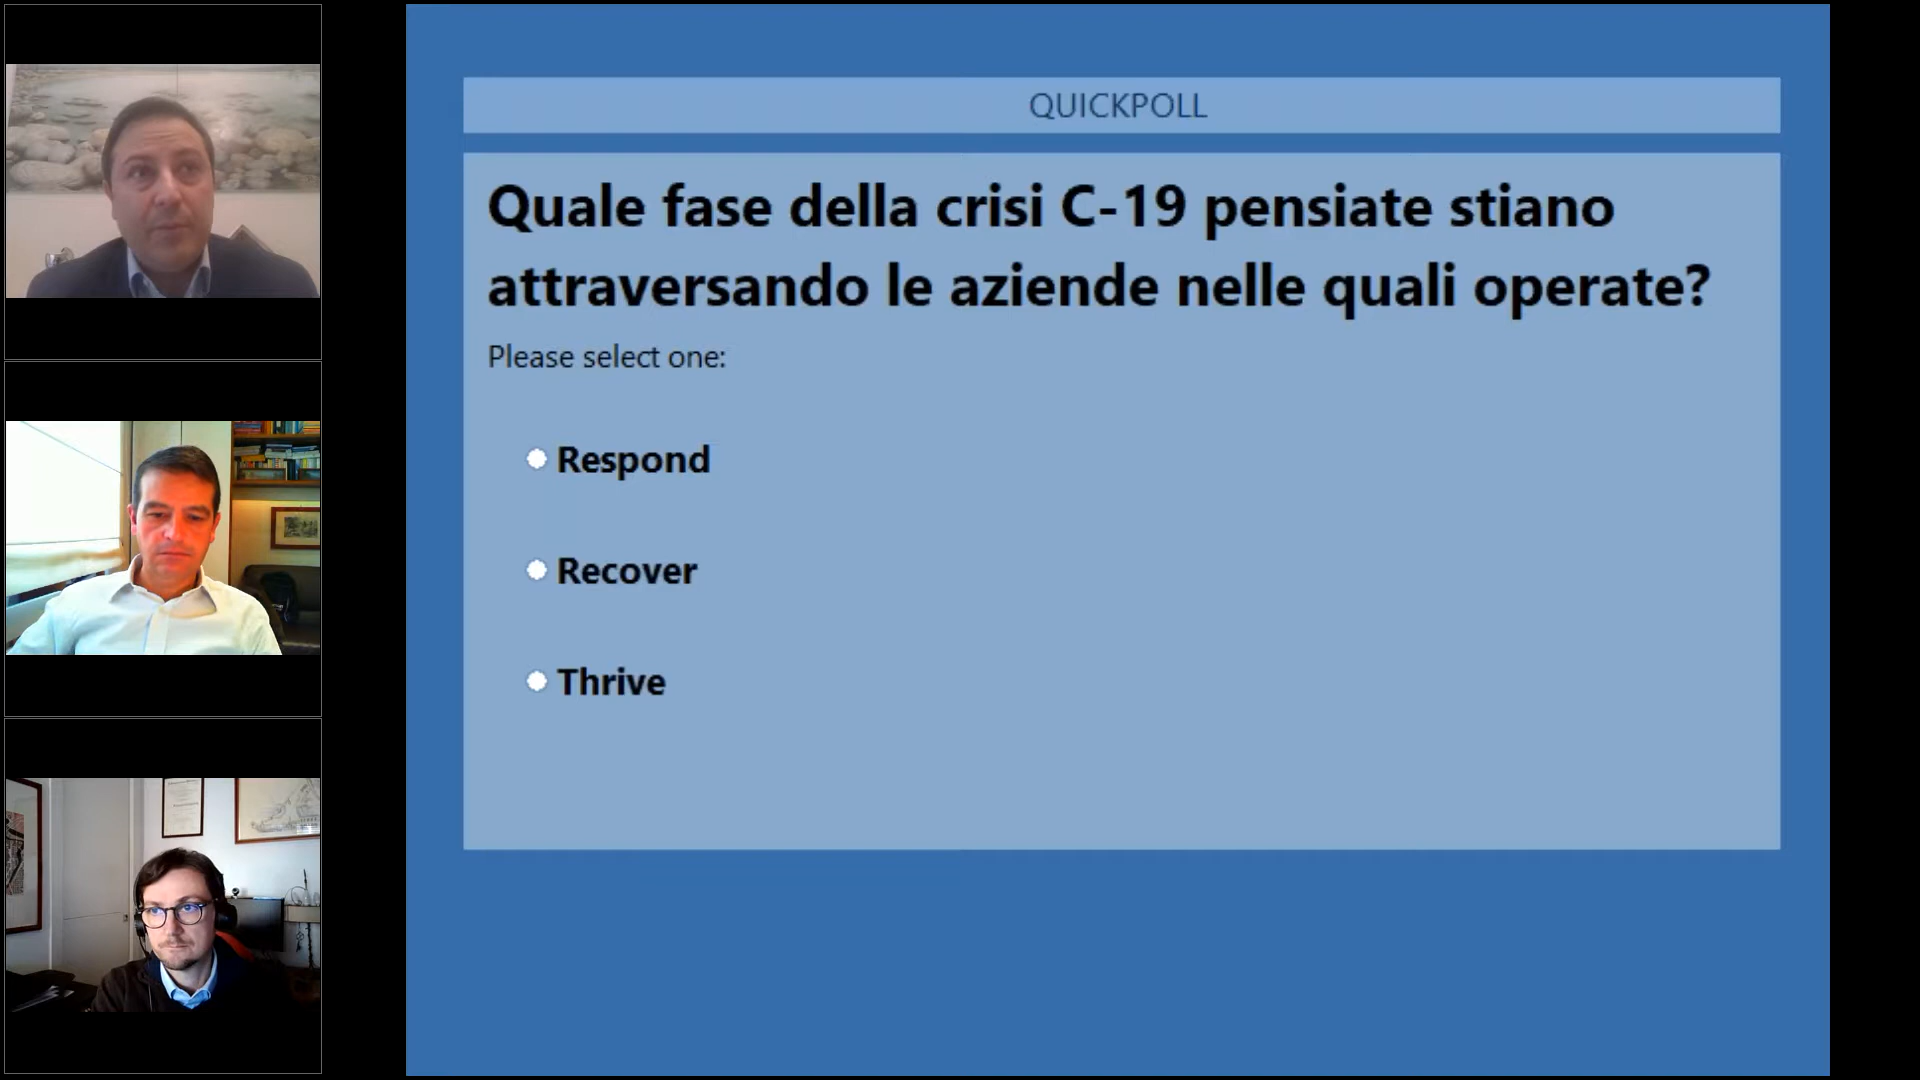 QUICKPOLL
Quale fase della crisi C-19 pensiate stiano
attraversando le aziende nelle quali operate?
Please select one:
Respond
Recover
Thrive